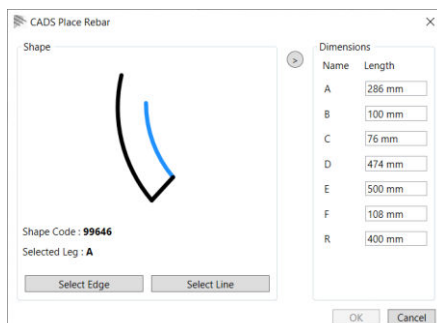 CADS Place Rebar
Shape
>
Dimensions
Name Length
A 286 mm
B 100 mm
C 76 mm
D 474 mm
E 500 mm
F 108 mm
R 400 mm
Shape Code : 99646
Selected Leg : A
Select Edge Select Line
OK Cancel